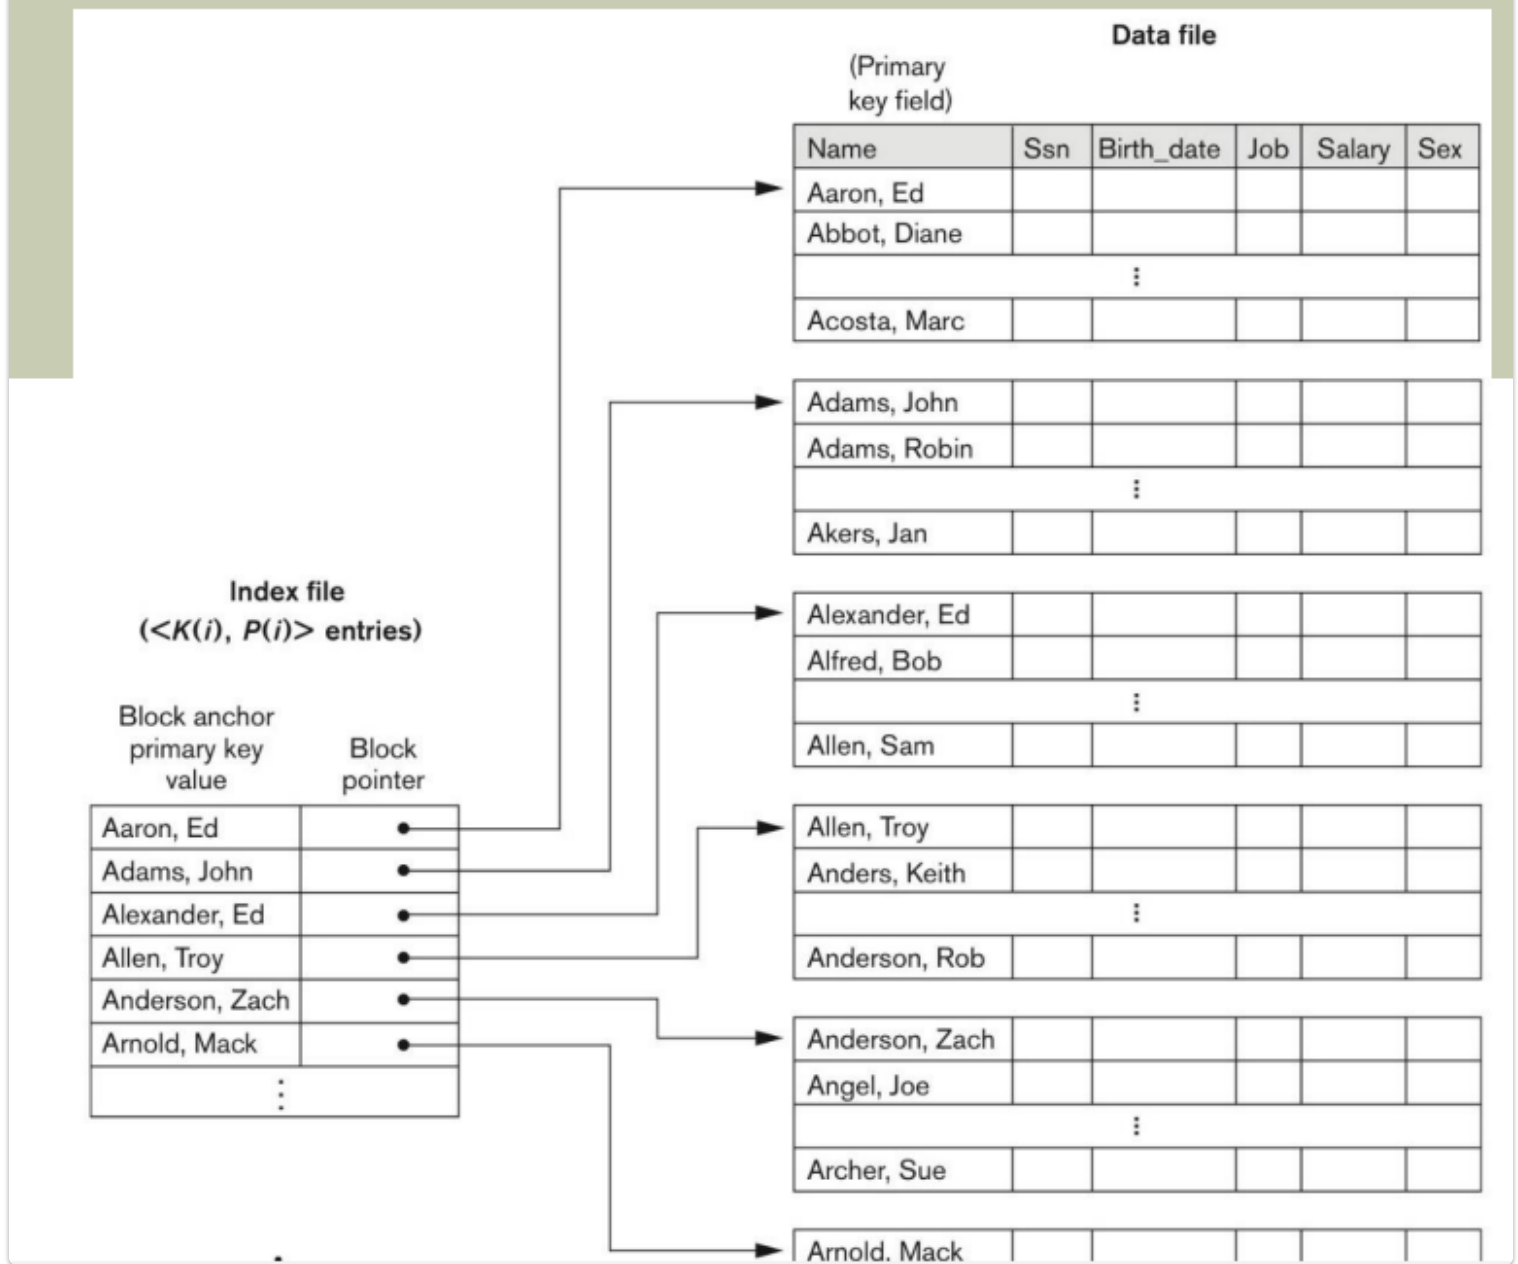 Data file
(Primary
key field)
Name Ssn Birth_date Job Salary Sex
Aaron, Ed
Abbot, Diane
⋮
Acosta, Marc
Adams, John
Adams, Robin
⋮
Akers, Jan
Alexander, Ed
Alfred, Bob
⋮
Allen, Sam
Allen, Troy
Anders, Keith
⋮
Anderson, Rob
Anderson, Zach
Angel, Joe
⋮
Archer, Sue
Arnold, Mack
Index file
(<K(i), P(i)> entries)
Block anchor
primary key
value
Block
pointer
Aaron, Ed
Adams, John
Alexander, Ed
Allen, Troy
Anderson, Zach
Arnold, Mack
⋮